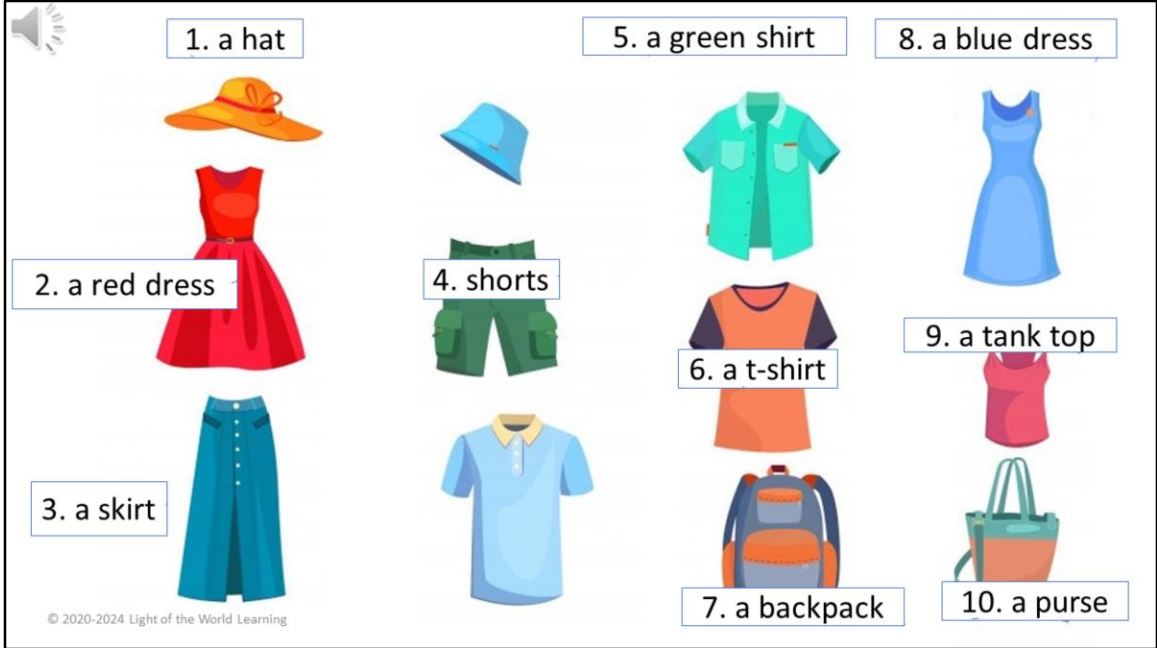 1. a hat
2. a red dress
3. a skirt
4. shorts
5. a green shirt
6. a t-shirt
7. a backpack
8. a blue dress
9. a tank top
10. a purse
© 2020-2024 Light of the World Learning